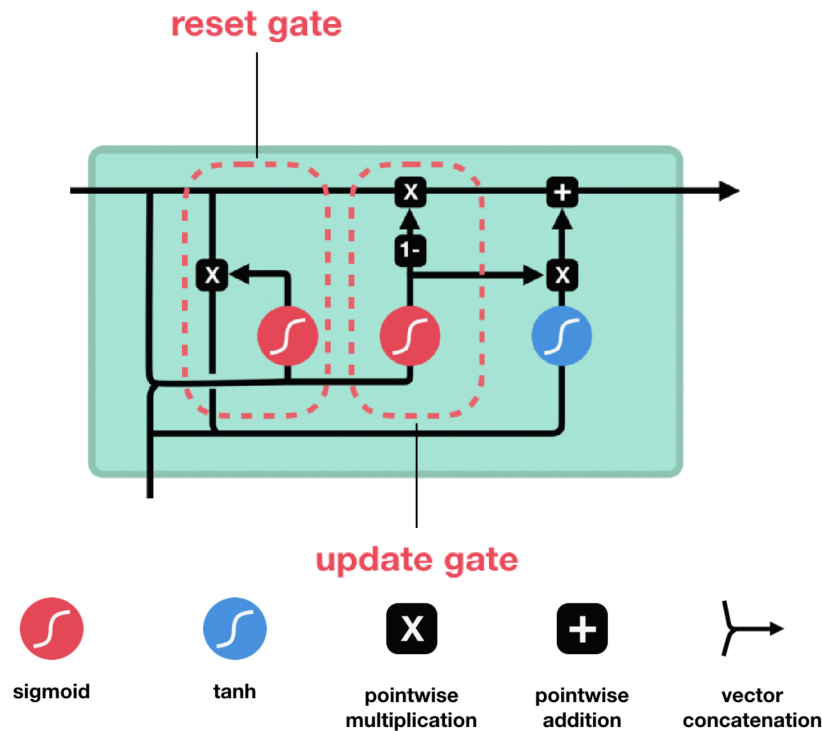 reset gate
X
+
1-
X
X
update gate
X
+
sigmoid
tanh
pointwise
multiplication
pointwise
addition
vector
concatenation